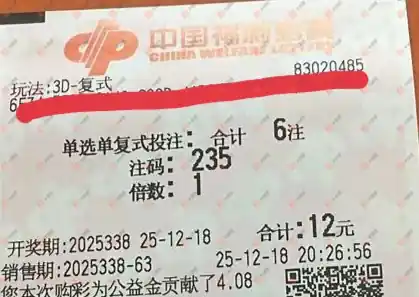 中国福利彩票
CHINA WELFARE LOTTERY
83020485
玩法:3D-复式
单选单复式投注: 合计 6注
注码: 235
倍数: 1
合计:12元
开奖期:2025338 25-12-18
销售期:2025338-63 25-12-18 20:26:56
您本次购彩为公益金贡献了4.08